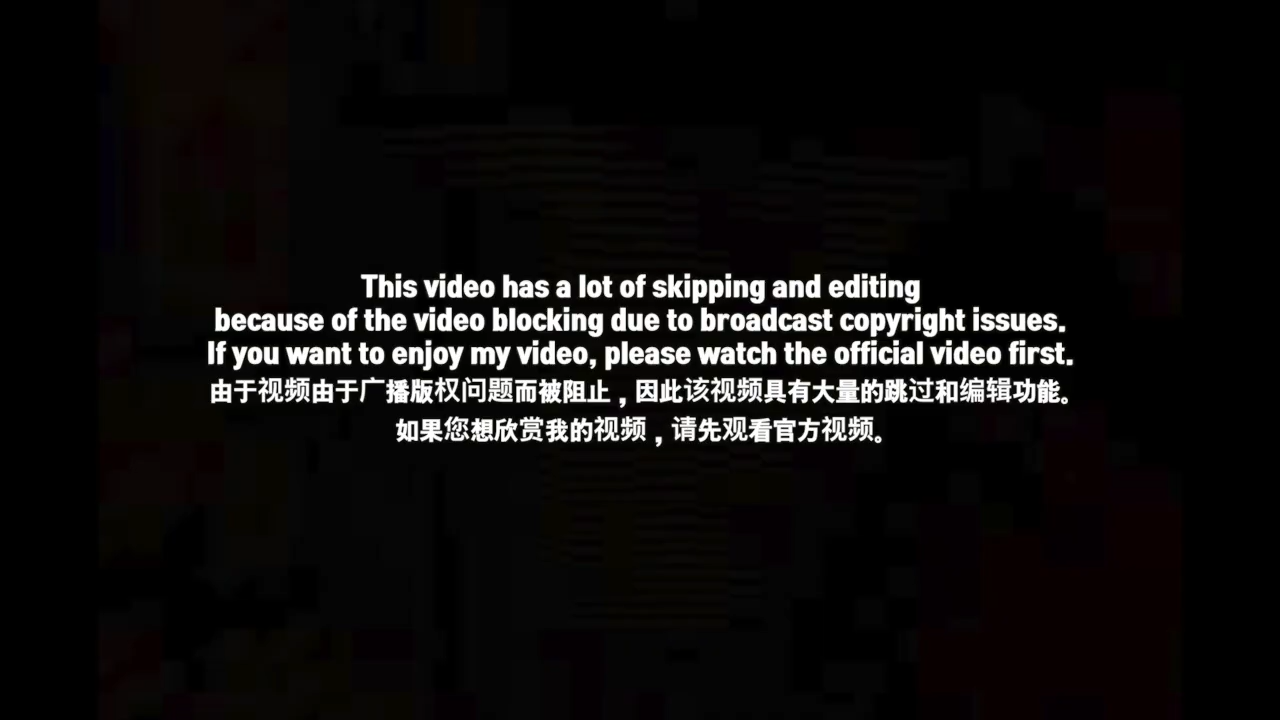 This video has a lot of skipping and editing
because of the video blocking due to broadcast copyright issues.
If you want to enjoy my video, please watch the official video first.
由于视频由于广播版权问题而被阻止，因此该视频具有大量的跳过和编辑功能。
如果您想欣赏我的视频，请先观看官方视频。